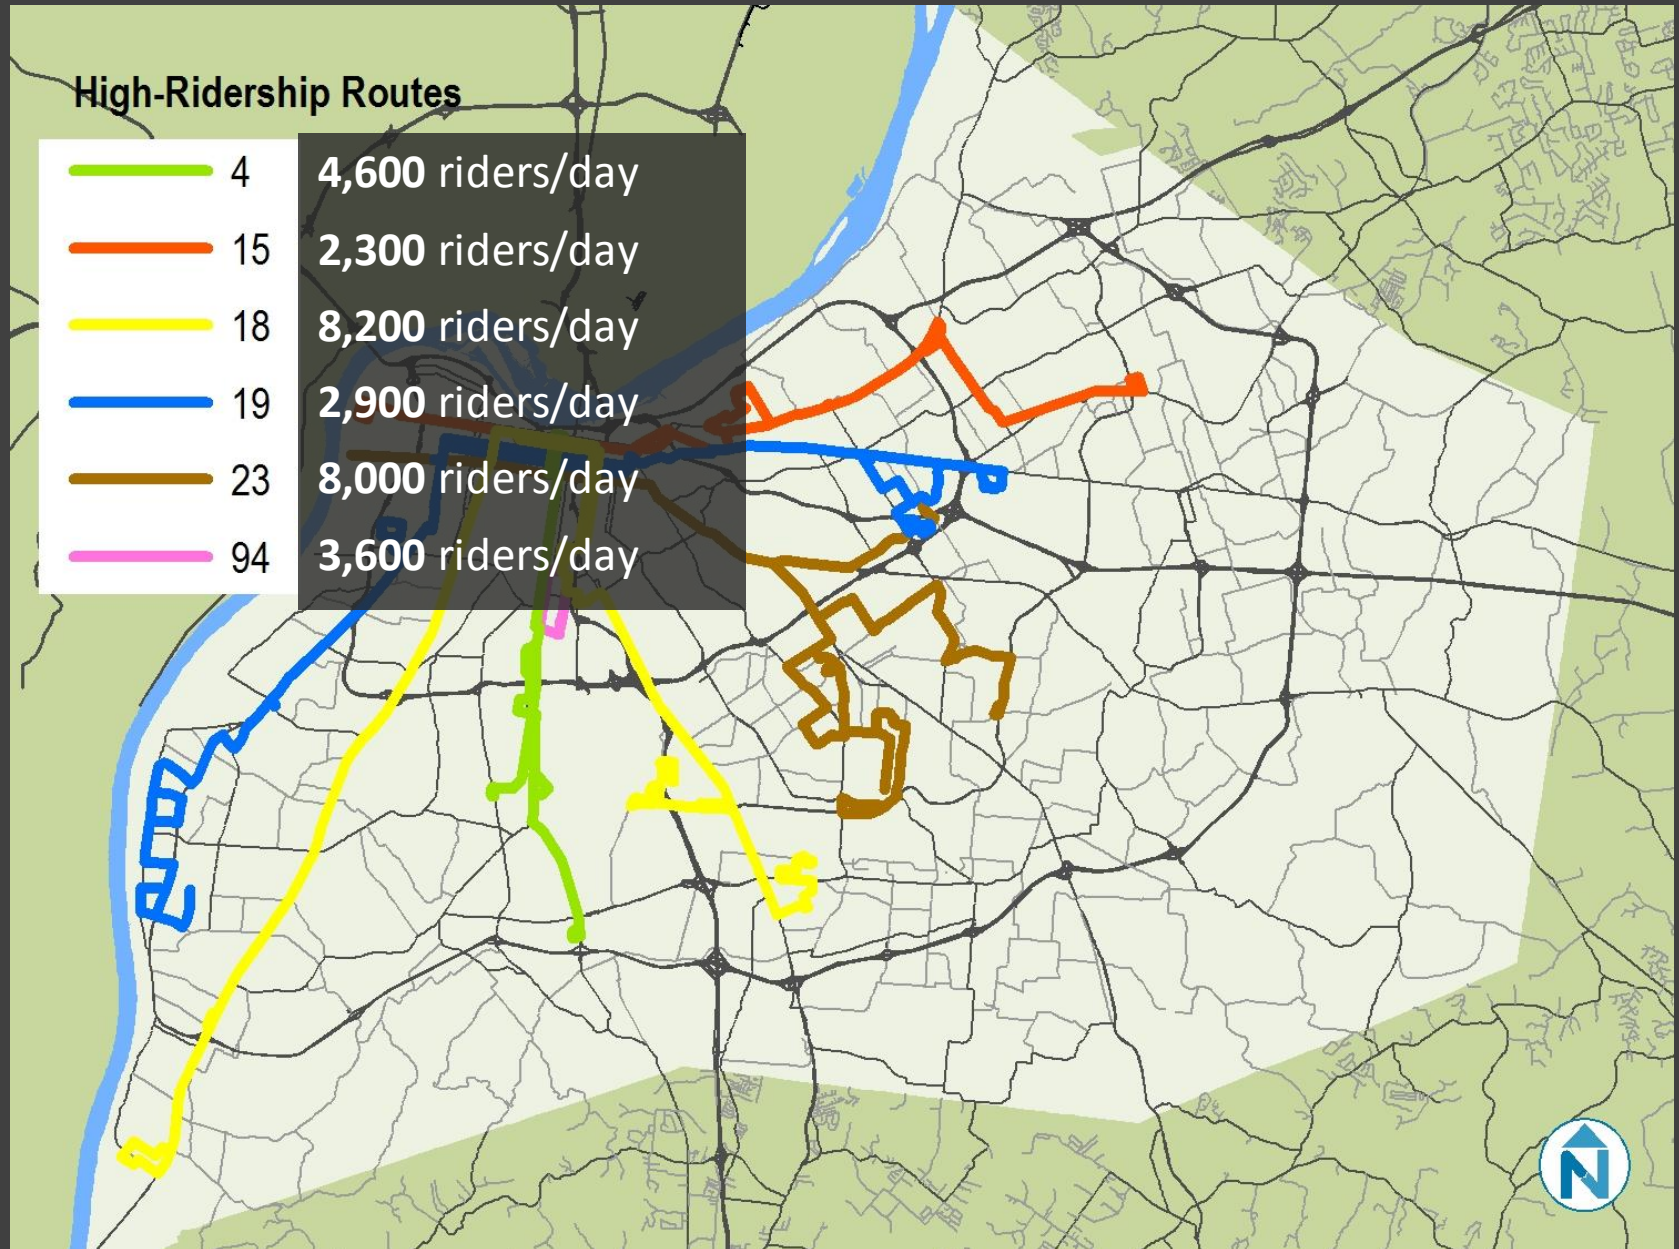 High-Ridership Routes
4 4,600 riders/day
15 2,300 riders/day
18 8,200 riders/day
19 2,900 riders/day
23 8,000 riders/day
94 3,600 riders/day
N